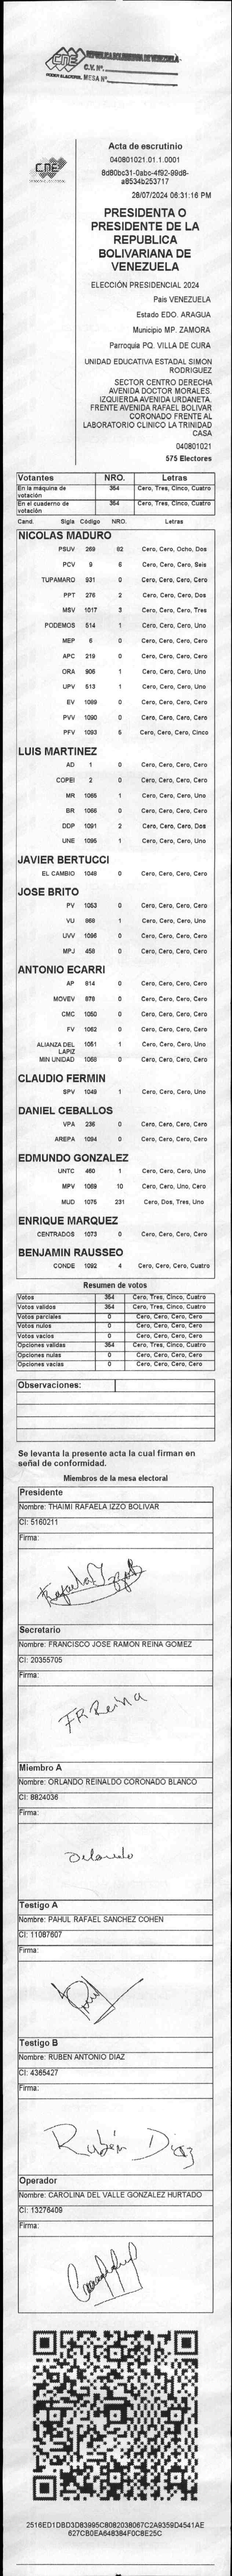 CNE
PODER ELECTORAL
REPUBLICA BOLIVARIANA DE VENEZUELA
C.V. Nº.
MESA Nº.
CNE
Acta de escrutinio
040801021.01.1.0001
8d80bc31-0abc-4f92-99d8-
a8534b253717
28/07/2024 06:31:16 PM
PRESIDENTA O
PRESIDENTE DE LA
REPUBLICA
BOLIVARIANA DE
VENEZUELA
ELECCIÓN PRESIDENCIAL 2024
Pais VENEZUELA
Estado EDO. ARAGUA
Municipio MP. ZAMORA
Parroquia PQ. VILLA DE CURA
UNIDAD EDUCATIVA ESTADAL SIMON
RODRIGUEZ
SECTOR CENTRO DERECHA
AVENIDA DOCTOR MORALES.
IZQUIERDA AVENIDA URDANETA.
FRENTE AVENIDA RAFAEL BOLIVAR
CORONADO FRENTE AL
LABORATORIO CLINICO LA TRINIDAD
CASA
040801021
575 Electores
Votantes NRO. Letras
En la máquina de votación 354 Cero, Tres, Cinco, Cuatro
En el cuaderno de votación 354 Cero, Tres, Cinco, Cuatro
Cand. Sigls Código NRO. Letras
NICOLAS MADURO
PSUV 269 82 Cero, Cero, Ocho, Dos
PCV 9 6 Cero, Cero, Cero, Seis
TUPAMARO 931 0 Cero, Cero, Cero, Cero
PPT 276 2 Cero, Cero, Cero, Dos
MSV 1017 3 Cero, Cero, Cero, Tres
PODEMOS 514 1 Cero, Cero, Cero, Uno
MEP 6 0 Cero, Cero, Cero, Cero
APC 219 0 Cero, Cero, Cero, Cero
ORA 906 1 Cero, Cero, Cero, Uno
UPV 513 1 Cero, Cero, Cero, Uno
EV 1089 0 Cero, Cero, Cero, Cero
PVV 1090 0 Cero, Cero, Cero, Cero
PFV 1093 5 Cero, Cero, Cero, Cinco
LUIS MARTINEZ
AD 1 0 Cero, Cero, Cero, Cero
COPEI 2 0 Cero, Cero, Cero, Cero
MR 1065 1 Cero, Cero, Cero, Uno
BR 1066 0 Cero, Cero, Cero, Cero
DDP 1091 2 Cero, Cero, Cero, Dos
UNE 1095 1 Cero, Cero, Cero, Uno
JAVIER BERTUCCI
EL CAMBIO 1048 0 Cero, Cero, Cero, Cero
JOSE BRITO
PV 1053 0 Cero, Cero, Cero, Cero
VU 968 1 Cero, Cero, Cero, Uno
UVV 1096 0 Cero, Cero, Cero, Cero
MPJ 458 0 Cero, Cero, Cero, Cero
ANTONIO ECARRI
AP 814 0 Cero, Cero, Cero, Cero
MOVEV 878 0 Cero, Cero, Cero, Cero
CMC 1050 0 Cero, Cero, Cero, Cero
FV 1062 0 Cero, Cero, Cero, Cero
ALIANZA DEL LAPIZ 1051 1 Cero, Cero, Cero, Uno
MIN UNIDAD 1058 0 Cero, Cero, Cero, Cero
CLAUDIO FERMIN
SPV 1049 1 Cero, Cero, Cero, Uno
DANIEL CEBALLOS
VPA 236 0 Cero, Cero, Cero, Cero
AREPA 1094 0 Cero, Cero, Cero, Cero
EDMUNDO GONZALEZ
UNTC 460 1 Cero, Cero, Cero, Uno
MPV 1069 10 Cero, Cero, Uno, Cero
MUD 1075 231 Cero, Dos, Tres, Uno
ENRIQUE MARQUEZ
CENTRADOS 1073 0 Cero, Cero, Cero, Cero
BENJAMIN RAUSSEO
CONDE 1092 4 Cero, Cero, Cero, Cuatro
Resumen de votos
Votos 354 Cero, Tres, Cinco, Cuatro
Votos validos 354 Cero, Tres, Cinco, Cuatro
Votos parciales 0 Cero, Cero, Cero, Cero
Votos nulos 0 Cero, Cero, Cero, Cero
Votos vacios 0 Cero, Cero, Cero, Cero
Opciones validas 354 Cero, Tres, Cinco, Cuatro
Opciones nulas 0 Cero, Cero, Cero, Cero
Opciones vacias 0 Cero, Cero, Cero, Cero
Observaciones:
Se levanta la presente acta la cual firman en
señal de conformidad.
Miembros de la mesa electoral
Presidente
Nombre: THAIMI RAFAELA IZZO BOLIVAR
CI: 5160211
Firma:
Secretario
Nombre: FRANCISCO JOSE RAMON REINA GOMEZ
CI: 20355705
Firma:
FR Reina
Miembro A
Nombre: ORLANDO REINALDO CORONADO BLANCO
CI: 8824036
Firma:
Orlando
Testigo A
Nombre: PAHUL RAFAEL SANCHEZ COHEN
CI: 11087607
Firma:
Testigo B
Nombre: RUBEN ANTONIO DIAZ
CI: 4365427
Firma:
Rubén Diaz
Operador
Nombre: CAROLINA DEL VALLE GONZALEZ HURTADO
CI: 13276409
Firma:
2516ED1DBD3D83995C8082038067C2A9359D4541AE
627CB0EA648384F0C8E25C